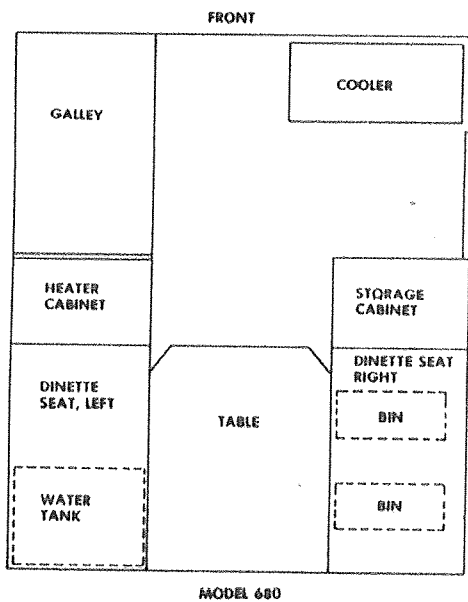 FRONT
COOLER
GALLEY
HEATER
CABINET
STORAGE
CABINET
DINETTE SEAT
RIGHT
DINETTE
SEAT, LEFT
BIN
TABLE
WATER
TANK
BIN
MODEL 680